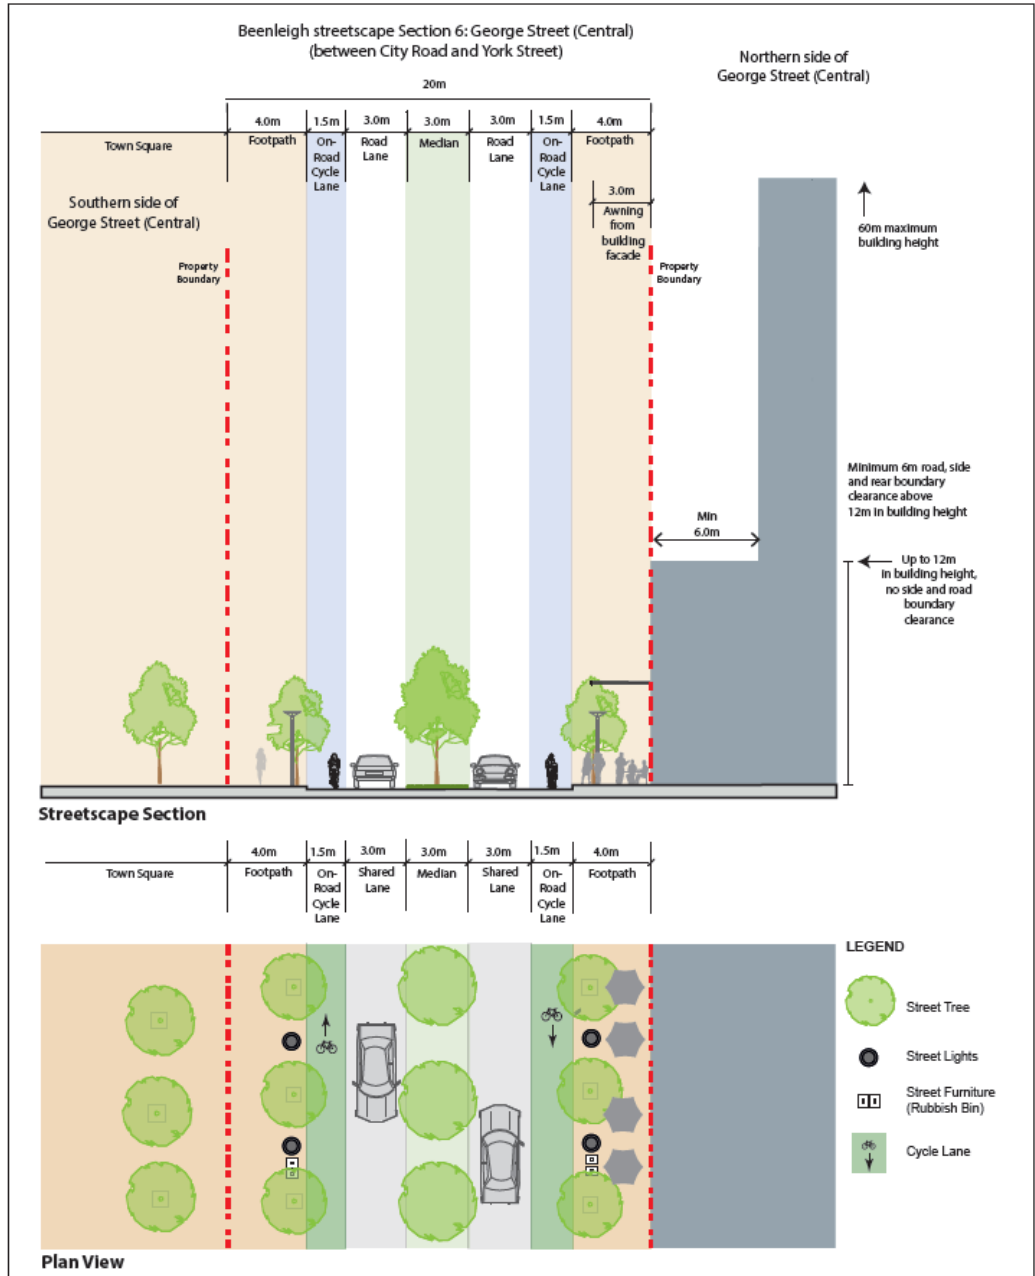 Beenleigh streetscape Section 6: George Street (Central)
(between City Road and York Street)
Northern side of
George Street (Central)
20m
4.0m 1.5m 3.0m 3.0m 3.0m 1.5m 4.0m
Town Square
Footpath
On-
Road
Cycle
Lane
Road
Lane
Median
Road
Lane
On-
Road
Cycle
Lane
Footpath
3.0m
Awning
from
building
facade
Southern side of
George Street (Central)
60m maximum
building height
Property
Boundary
Property
Boundary
Minimum 6m road, side
and rear boundary
clearance above
12m in building height
Min
6.0m
Up to 12m
in building height,
no side and road
boundary
clearance
Streetscape Section
4.0m 1.5m 3.0m 3.0m 3.0m 1.5m 4.0m
Town Square
Footpath
On-
Road
Cycle
Lane
Shared
Lane
Median
Shared
Lane
On-
Road
Cycle
Lane
Footpath
LEGEND
Street Tree
Street Lights
Street Furniture
(Rubbish Bin)
Cycle Lane
Plan View